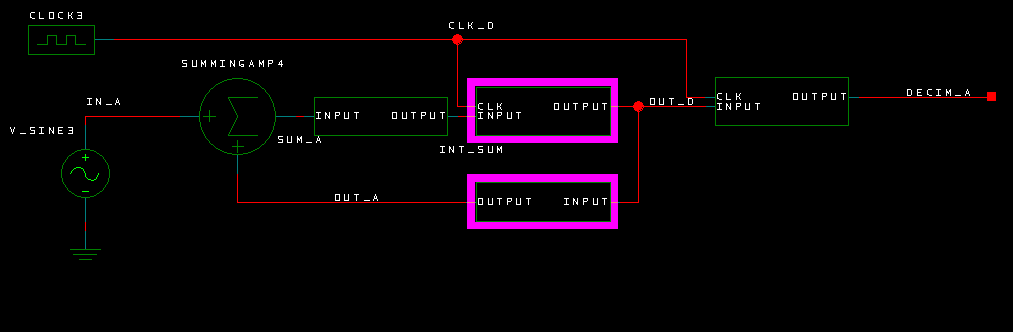 CLOCK3
CLK_D
SUMMINGAMP4
IN_A
V_SINE3
INPUT OUTPUT
SUM_A
CLK
OUTPUT
INPUT
INT_SUM
OUT_D
CLK
OUTPUT
INPUT
DECIM_A
OUT_A
OUTPUT INPUT